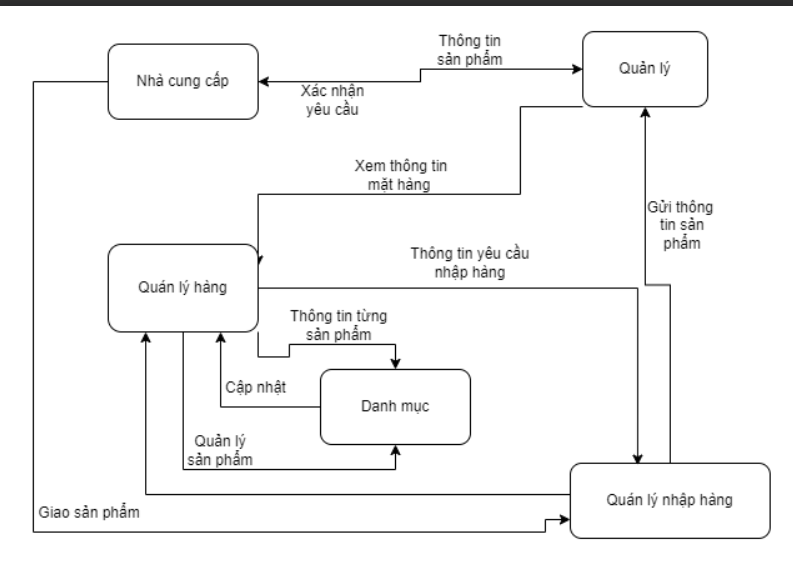 Thông tin
sản phẩm
Nhà cung cấp
Quản lý
Xác nhận
yêu cầu
Xem thông tin
mặt hàng
Gửi thông
tin sản
phẩm
Thông tin yêu cầu
nhập hàng
Quán lý hàng
Thông tin từng
sản phẩm
Cập nhật
Danh mục
Quản lý
sản phẩm
Quán lý nhập hàng
Giao sản phẩm